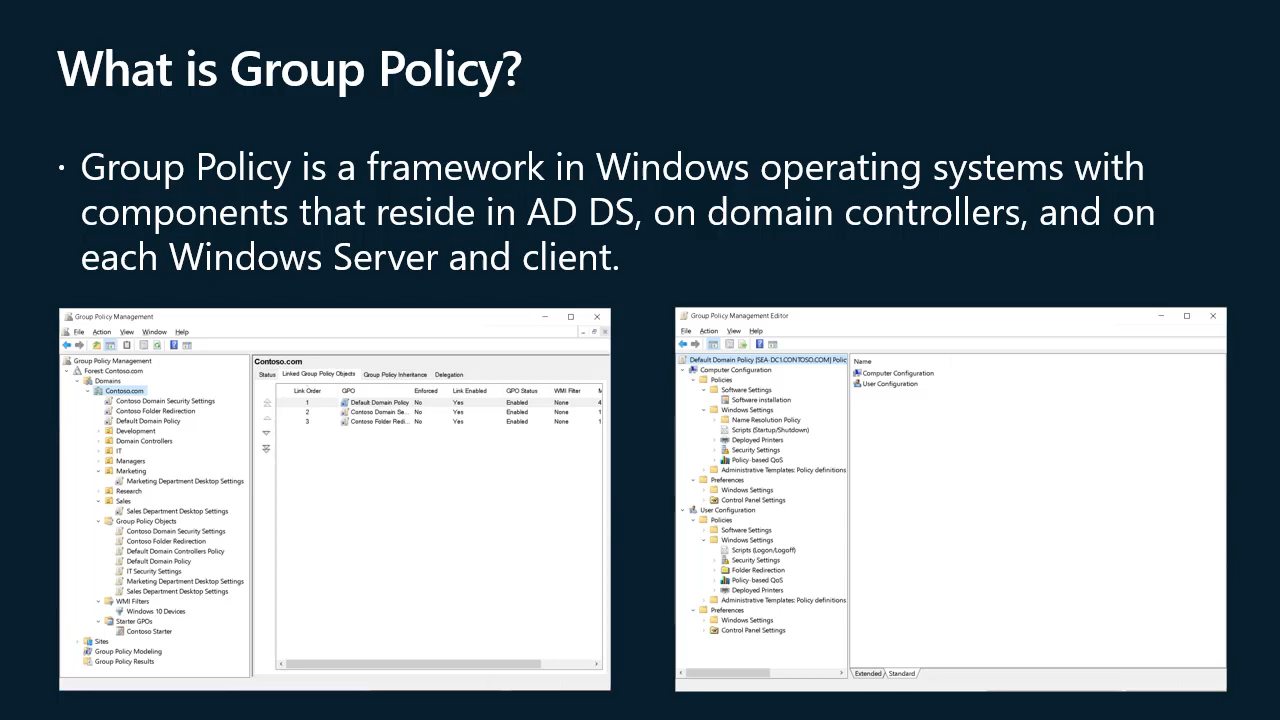 What is Group Policy?
· Group Policy is a framework in Windows operating systems with
components that reside in AD DS, on domain controllers, and on
each Windows Server and client.
Group Policy Management
File Action View Window Help
Group Policy Management
Forest: Contoso.com
Domains
Contoso.com
Contoso Domain Security Settings
Contoso Folder Redirection
Default Domain Policy
Development
Domain Controllers
IT
Managers
Marketing
Marketing Department Desktop Settings
Research
Sales
Sales Department Desktop Settings
Group Policy Objects
Contoso Domain Security Settings
Contoso Folder Redirection
Default Domain Controllers Policy
Default Domain Policy
IT Security Settings
Marketing Department Desktop Settings
Sales Department Desktop Settings
WMI Filters
Windows 10 Devices
Starter GPOs
Contoso Starter
Sites
Group Policy Modeling
Group Policy Results
Contoso.com
Status Linked Group Policy Objects Group Policy Inheritance Delegation
Link Order GPO Enforced Link Enabled GPO Status WMI Filter M
1 Default Domain Policy No Yes Enabled None 4
2 Contoso Domain Se... No Yes Enabled None 1
3 Contoso Folder Redi... No Yes Enabled None 1
Group Policy Management Editor
File Action View Help
Default Domain Policy [SEA-DC1.CONTOSO.COM] Polic
Computer Configuration
Policies
Software Settings
Software installation
Windows Settings
Name Resolution Policy
Scripts (Startup/Shutdown)
Deployed Printers
Security Settings
Policy-based QoS
Administrative Templates: Policy definitions
Preferences
Windows Settings
Control Panel Settings
User Configuration
Policies
Software Settings
Windows Settings
Scripts (Logon/Logoff)
Security Settings
Folder Redirection
Policy-based QoS
Deployed Printers
Administrative Templates: Policy definitions
Preferences
Windows Settings
Control Panel Settings
Name
Computer Configuration
User Configuration
Extended Standard